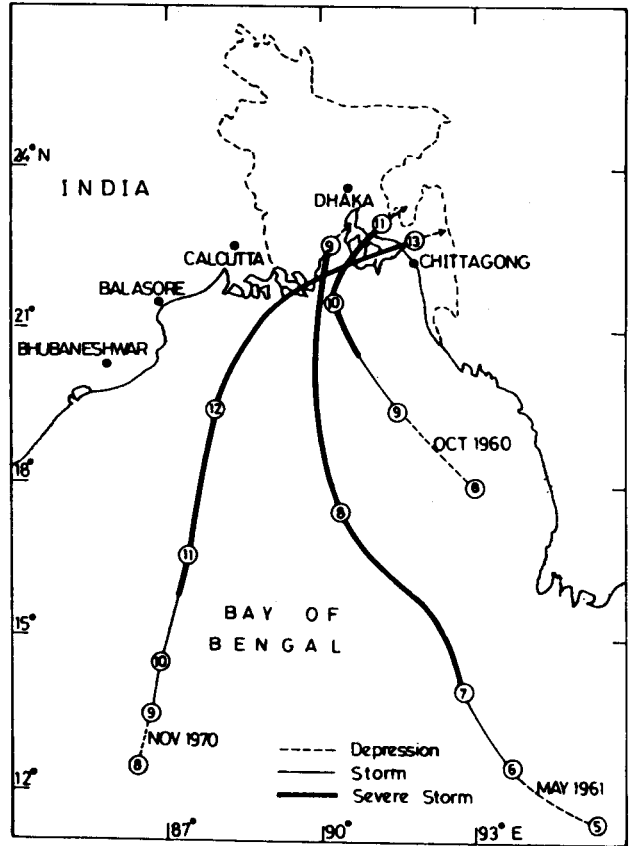 24° N
INDIA
DHAKA
11
9
13
CALCUTTA
CHITTAGONG
BALASORE
10
21°
BHUBANESHWAR
12
9
OCT 1960
18°
8
8
11
BAY OF
BENGAL
15°
10
7
9
NOV 1970
8
Depression
6
12°
Storm
MAY 1961
Severe Storm
5
87°
90°
93° E